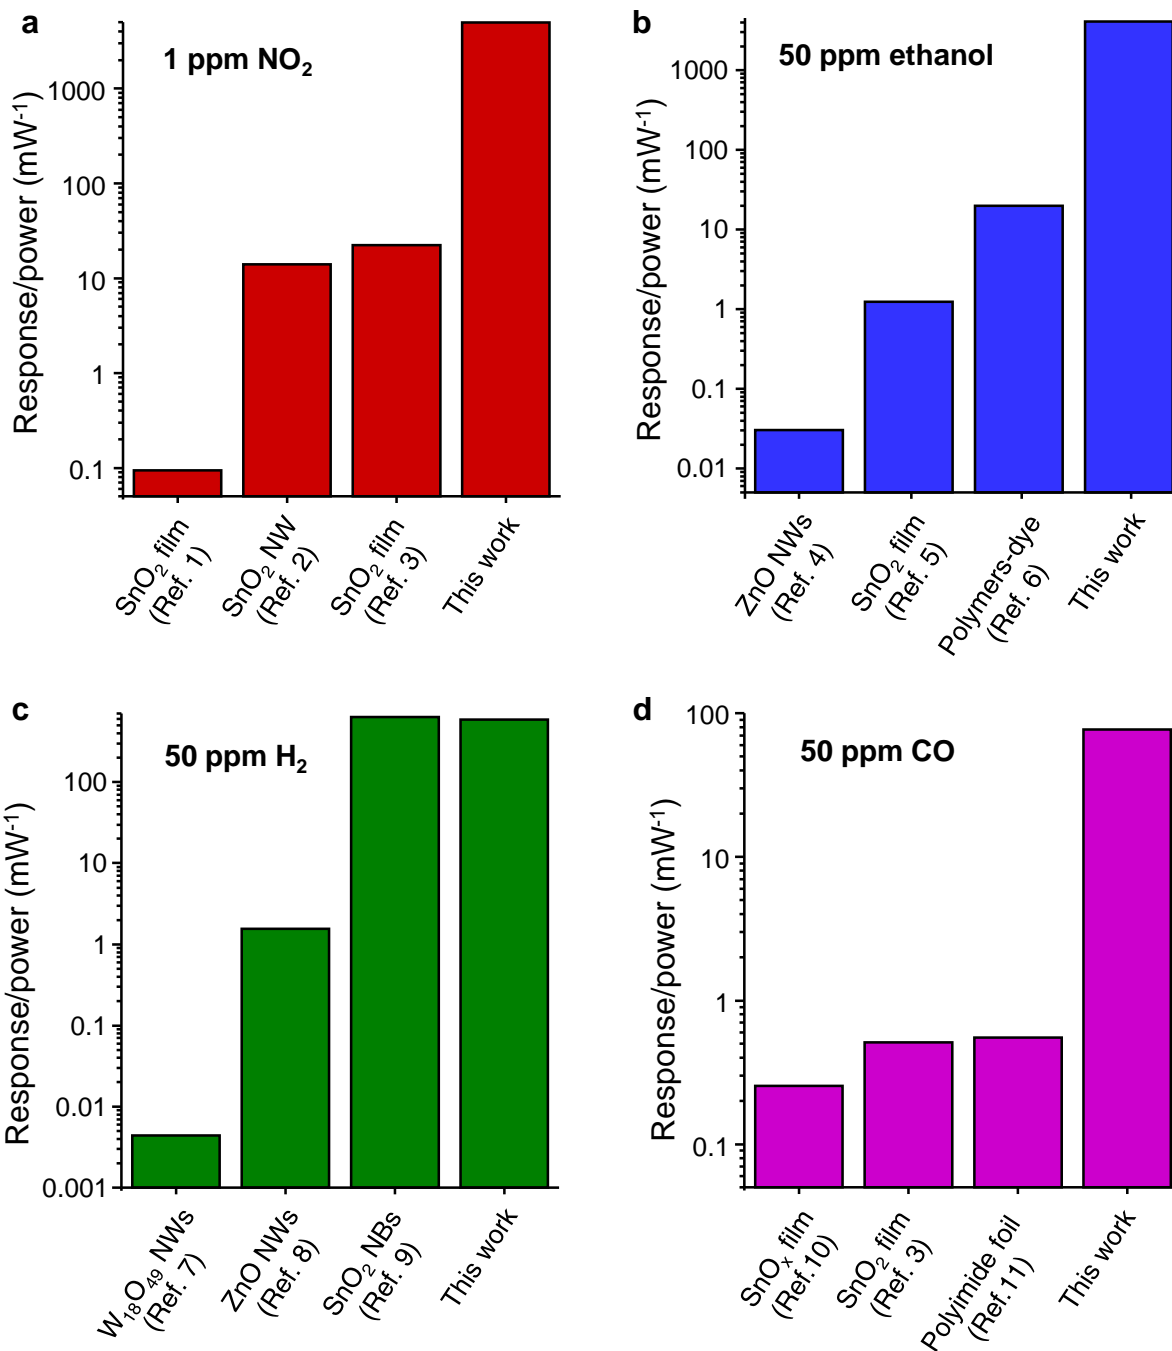 a
1 ppm NO₂
Response/power (mW⁻¹)
1000
100
10
1
0.1
SnO₂ film
(Ref. 1)
SnO₂ NW
(Ref. 2)
SnO₂ film
(Ref. 3)
This work
b
50 ppm ethanol
Response/power (mW⁻¹)
1000
100
10
1
0.1
0.01
ZnO NWs
(Ref. 4)
SnO₂ film
(Ref. 5)
Polymers-dye
(Ref. 6)
This work
c
50 ppm H₂
Response/power (mW⁻¹)
100
10
1
0.1
0.01
0.001
W₁₈O₄₉ NWs
(Ref. 7)
ZnO NWs
(Ref. 8)
SnO₂ NBs
(Ref. 9)
This work
d
50 ppm CO
Response/power (mW⁻¹)
100
10
1
0.1
SnOₓ film
(Ref.10)
SnO₂ film
(Ref. 3)
Polyimide foil
(Ref.11)
This work